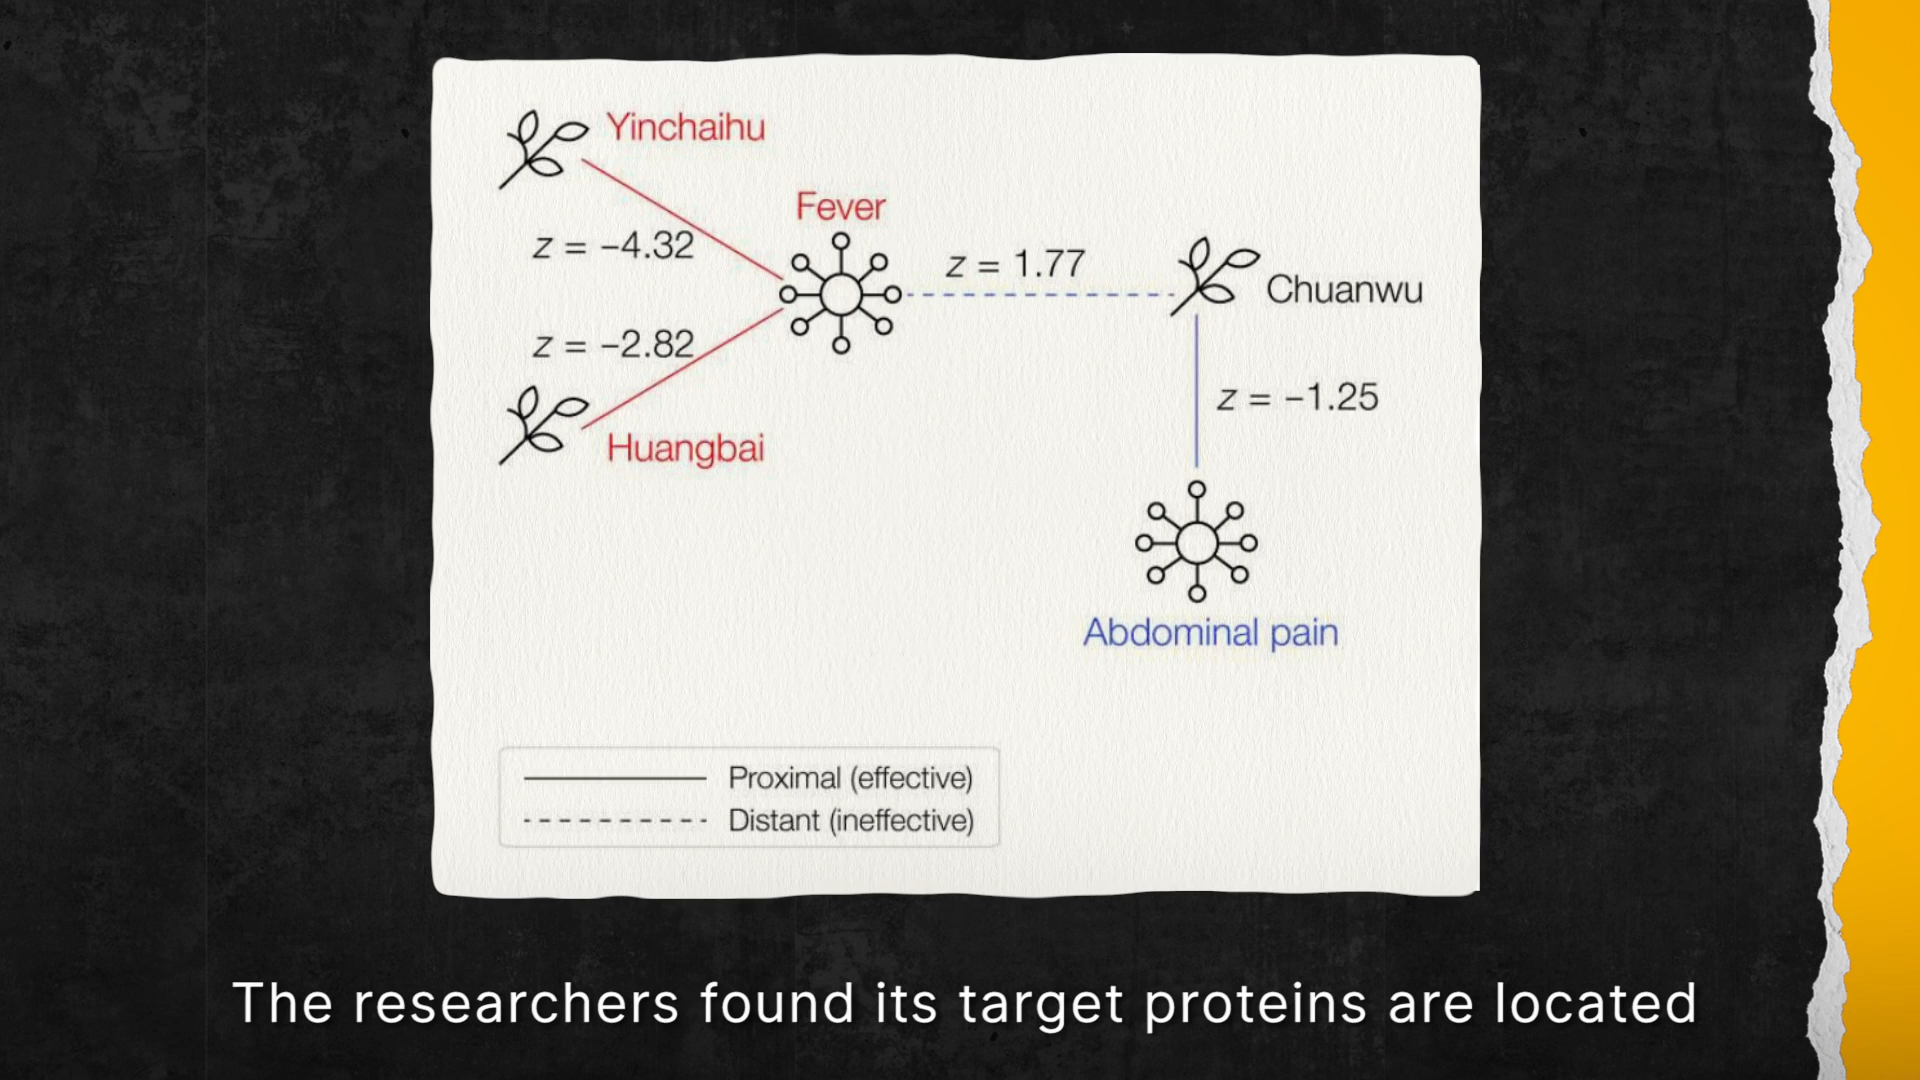 Yinchaihu
Fever
z = −4.32
z = 1.77
Chuanwu
z = −2.82
z = −1.25
Huangbai
Abdominal pain
Proximal (effective)
Distant (ineffective)
The researchers found its target proteins are located